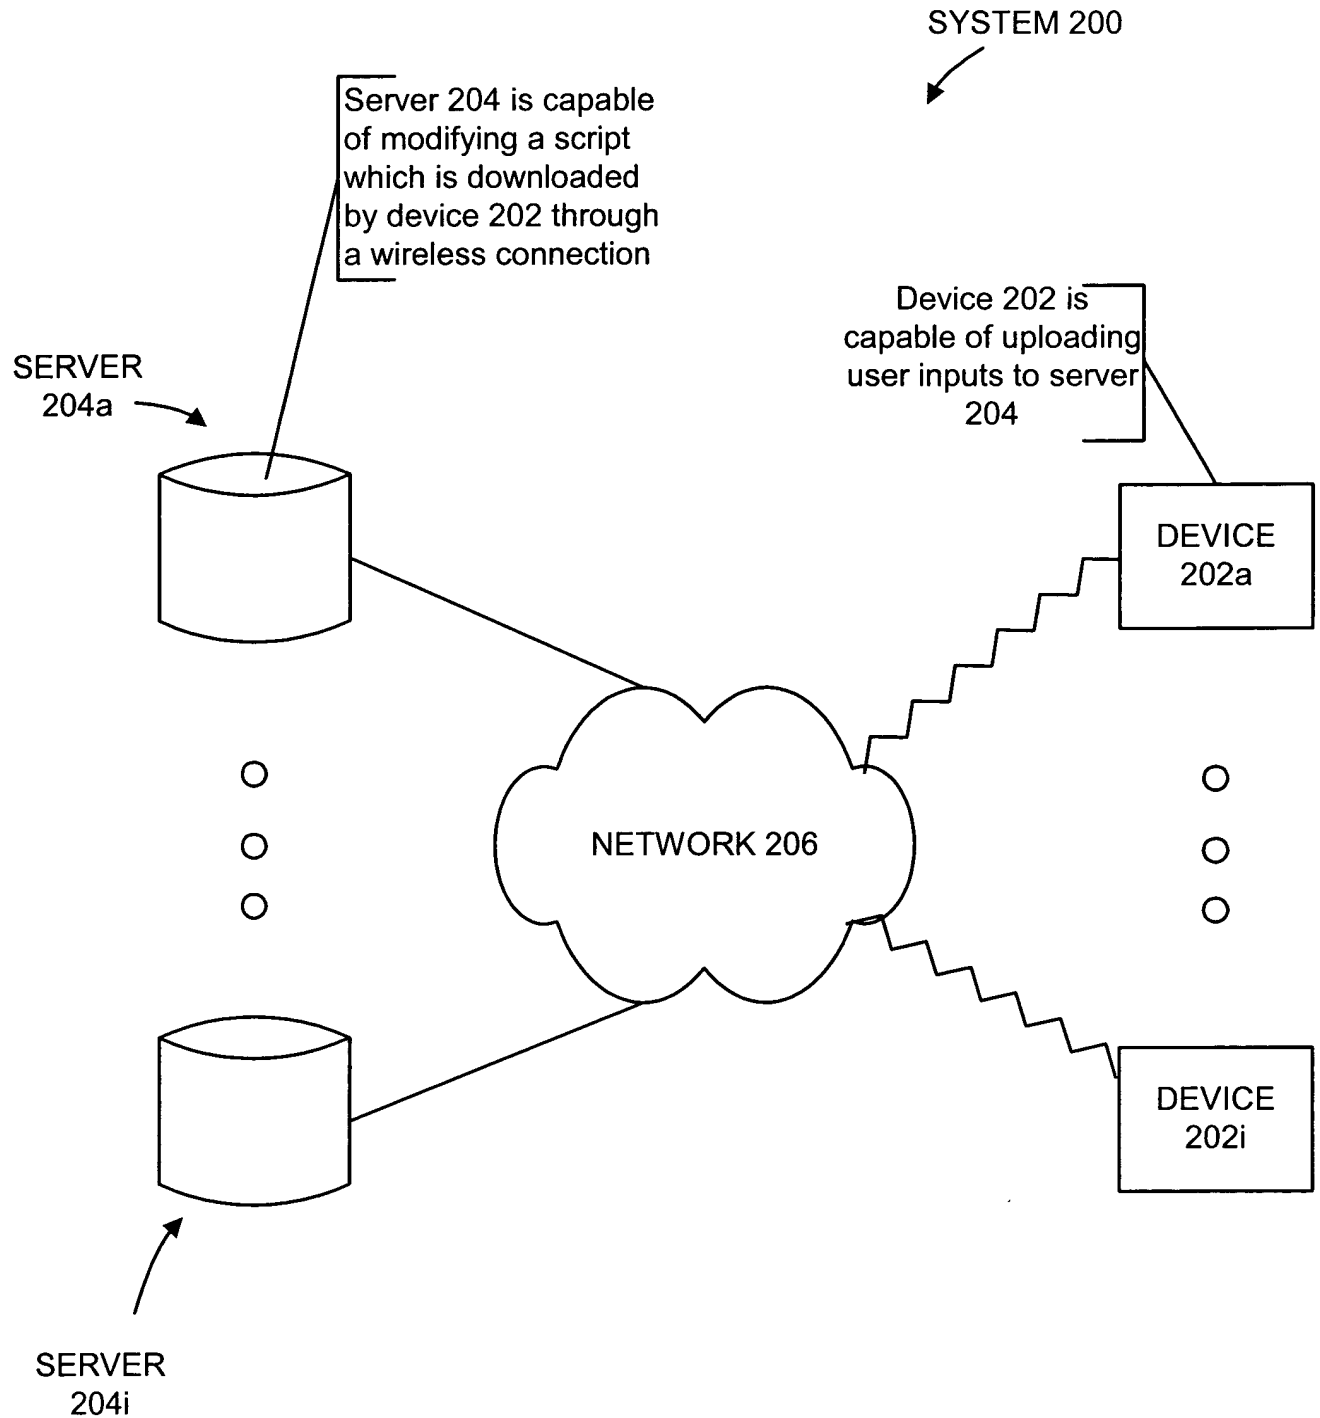 SYSTEM 200
Server 204 is capable
of modifying a script
which is downloaded
by device 202 through
a wireless connection
Device 202 is
capable of uploading
user inputs to server
204
SERVER
204a
DEVICE
202a
NETWORK 206
DEVICE
202i
SERVER
204i